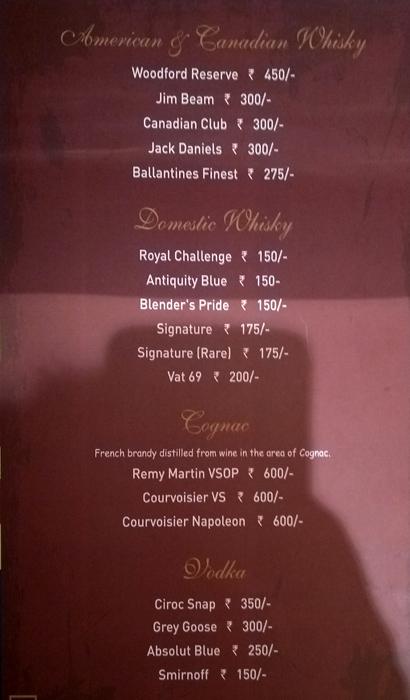 American & Canadian Whisky
Woodford Reserve ₹ 450/-
Jim Beam ₹ 300/-
Canadian Club ₹ 300/-
Jack Daniels ₹ 300/-
Ballantines Finest ₹ 275/-
Domestic Whisky
Royal Challenge ₹ 150/-
Antiquity Blue ₹ 150-
Blender's Pride ₹ 150/-
Signature ₹ 175/-
Signature (Rare) ₹ 175/-
Vat 69 ₹ 200/-
Cognac
French brandy distilled from wine in the area of Cognac.
Remy Martin VSOP ₹ 600/-
Courvoisier VS ₹ 600/-
Courvoisier Napoleon ₹ 600/-
Vodka
Ciroc Snap ₹ 350/-
Grey Goose ₹ 300/-
Absolut Blue ₹ 250/-
Smirnoff ₹ 150/-